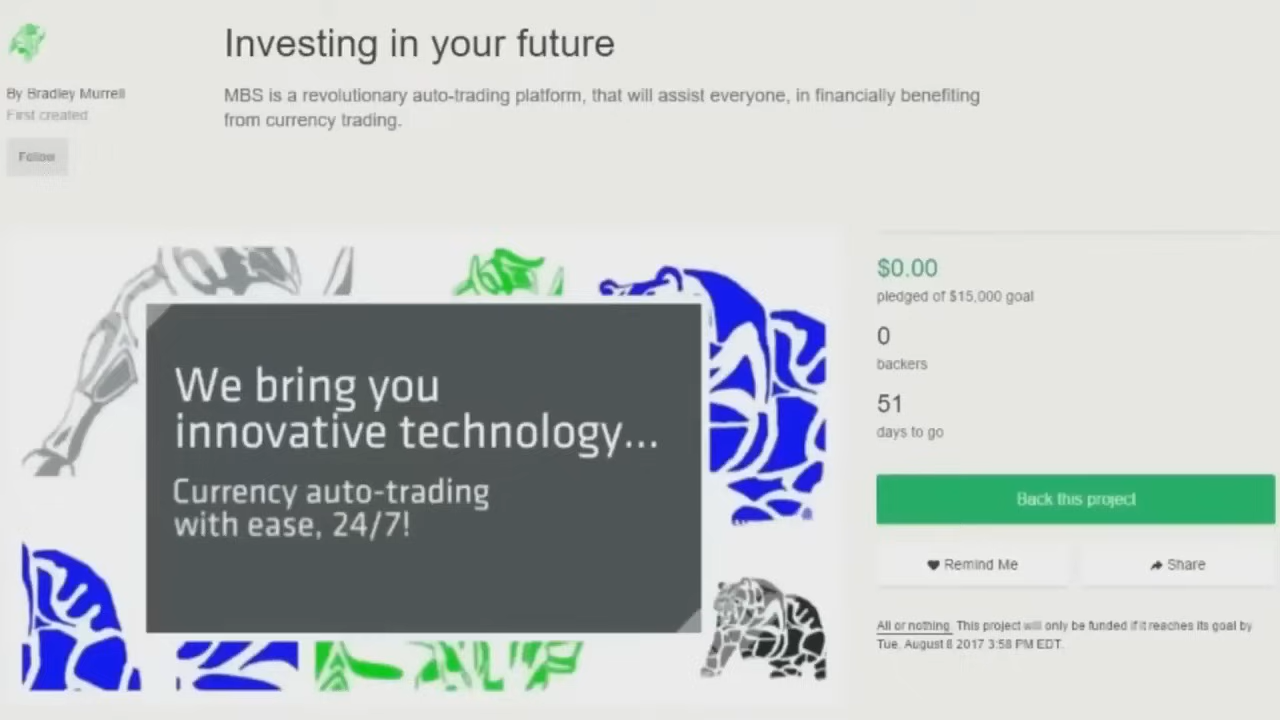 Investing in your future
By Bradley Murrell
First created
Follow
MBS is a revolutionary auto-trading platform, that will assist everyone, in financially benefiting
from currency trading.
We bring you
innovative technology...
Currency auto-trading
with ease, 24/7!
$0.00
pledged of $15,000 goal
0
backers
51
days to go
Back this project
Remind Me
Share
All or nothing. This project will only be funded if it reaches its goal by
Tue, August 8 2017 3:58 PM EDT.